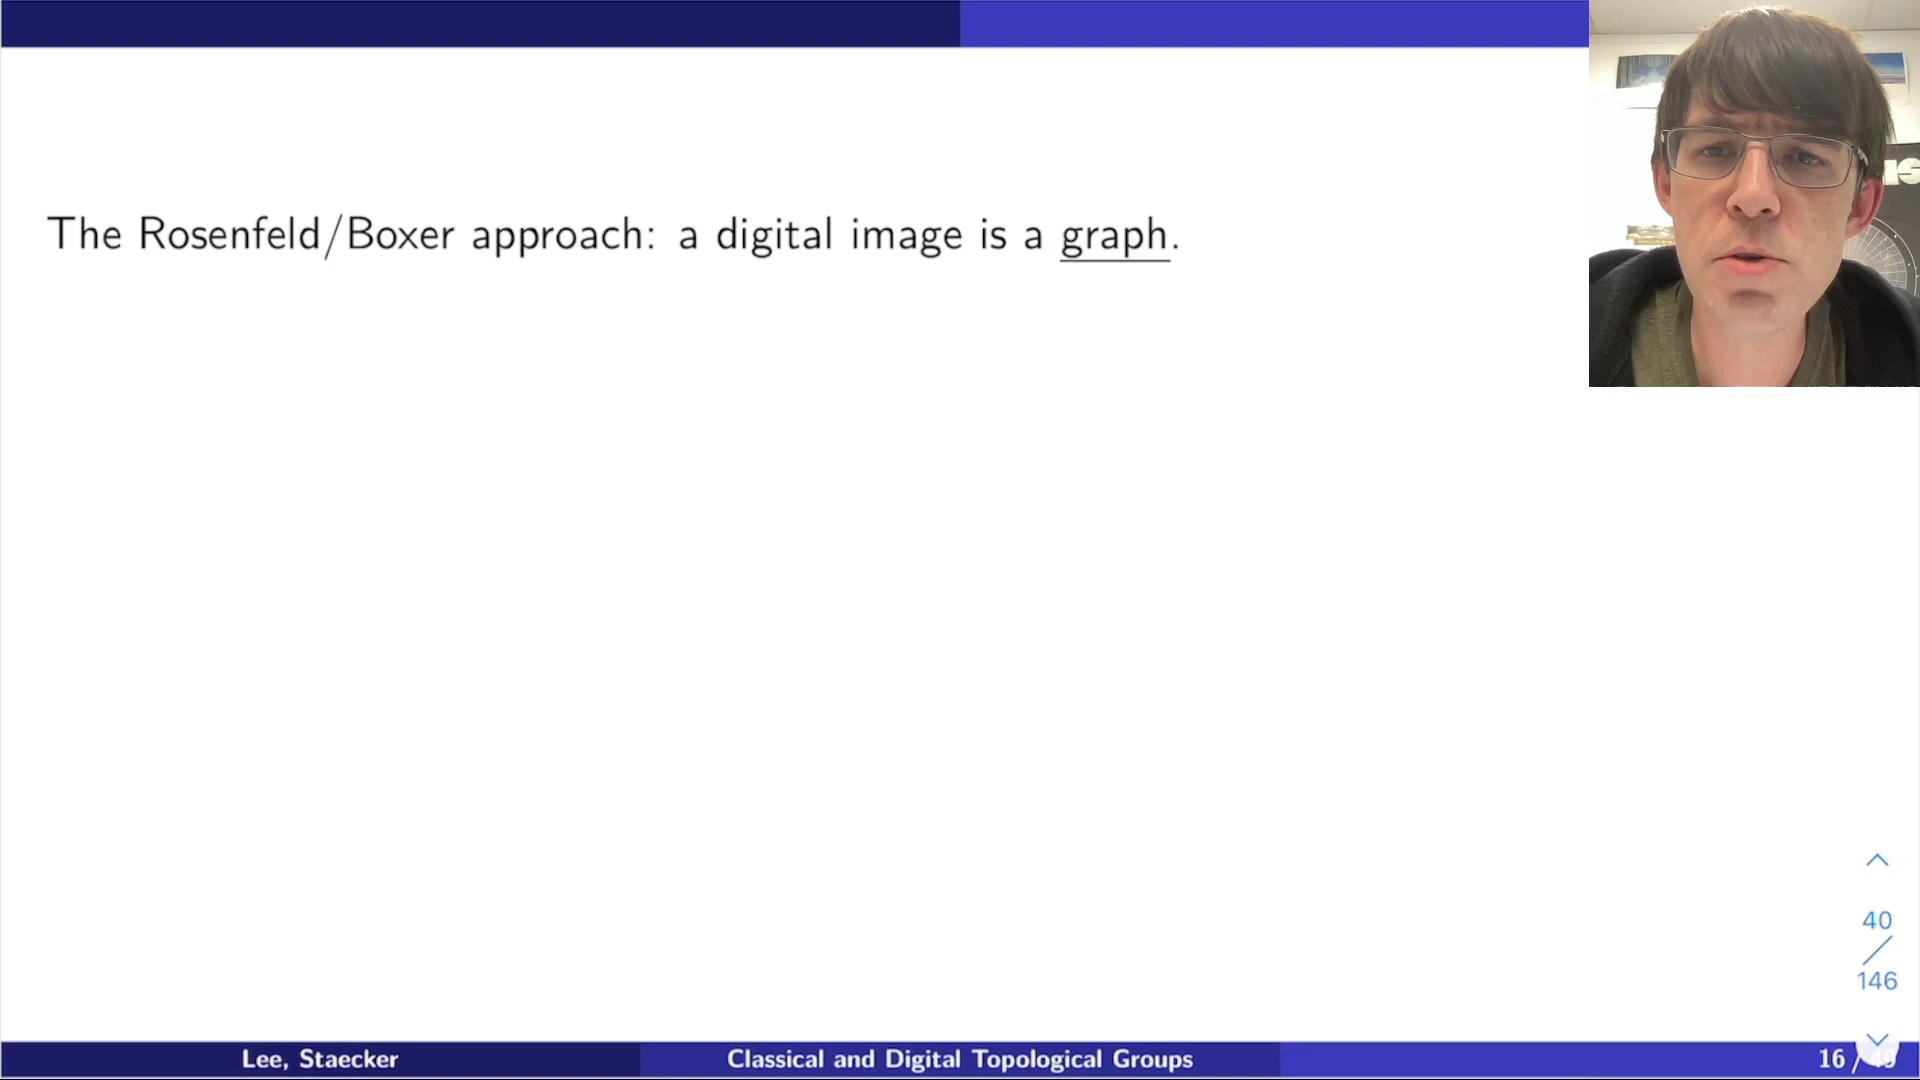 The Rosenfeld/Boxer approach: a digital image is a graph.
40
/
146
Lee, Staecker
Classical and Digital Topological Groups
16 /